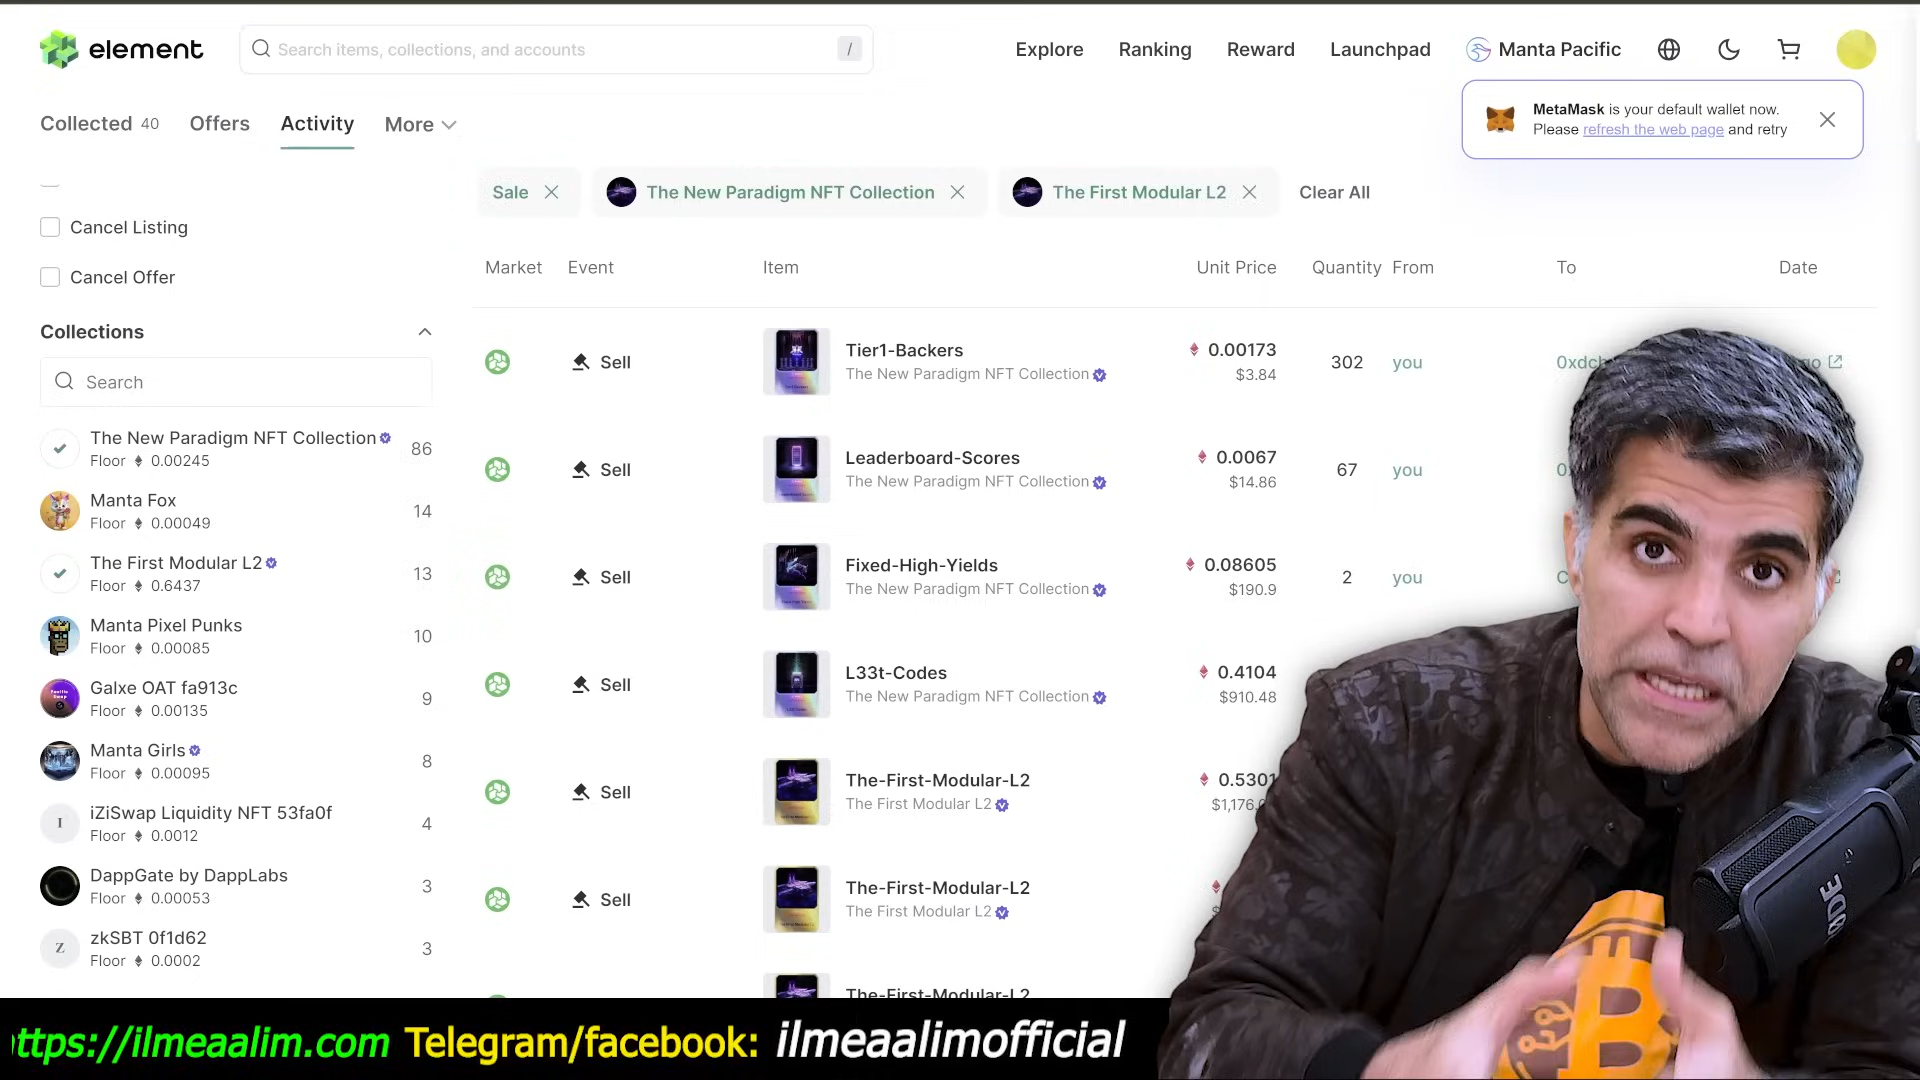 element
Search items, collections, and accounts
/
Explore
Ranking
Reward
Launchpad
Manta Pacific
MetaMask is your default wallet now.
Please refresh the web page and retry
Collected 40
Offers
Activity
More
Sale
The New Paradigm NFT Collection
The First Modular L2
Clear All
Cancel Listing
Cancel Offer
Collections
Search
The New Paradigm NFT Collection
86
Floor 0.00245
Manta Fox
14
Floor 0.00049
The First Modular L2
13
Floor 0.6437
Manta Pixel Punks
10
Floor 0.00085
Galxe OAT fa913c
9
Floor 0.00135
Manta Girls
8
Floor 0.00095
I
iZiSwap Liquidity NFT 53fa0f
4
Floor 0.0012
DappGate by DappLabs
3
Floor 0.00053
Z
zkSBT 0f1d62
3
Floor 0.0002
Market Event Item Unit Price Quantity From To Date
Sell
Tier1-Backers
The New Paradigm NFT Collection
0.00173
$3.84
302
you
Sell
Leaderboard-Scores
The New Paradigm NFT Collection
0.0067
$14.86
67
you
Sell
Fixed-High-Yields
The New Paradigm NFT Collection
0.08605
$190.9
2
you
Sell
L33t-Codes
The New Paradigm NFT Collection
0.4104
$910.48
Sell
The-First-Modular-L2
The First Modular L2
0.5301
Sell
The-First-Modular-L2
The First Modular L2
The-First-Modular-L2
ttps://ilmeaalim.com Telegram/facebook: ilmeaalimofficial